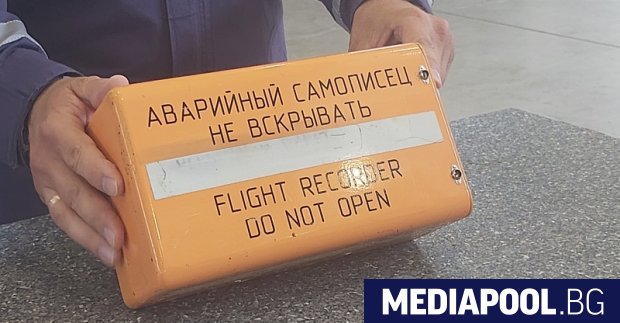 АВАРИЙНЫЙ САМОПИСЕЦ
НЕ ВСКРЫВАТЬ
FLIGHT RECORDER
DO NOT OPEN
MEDIAPOOL.BG